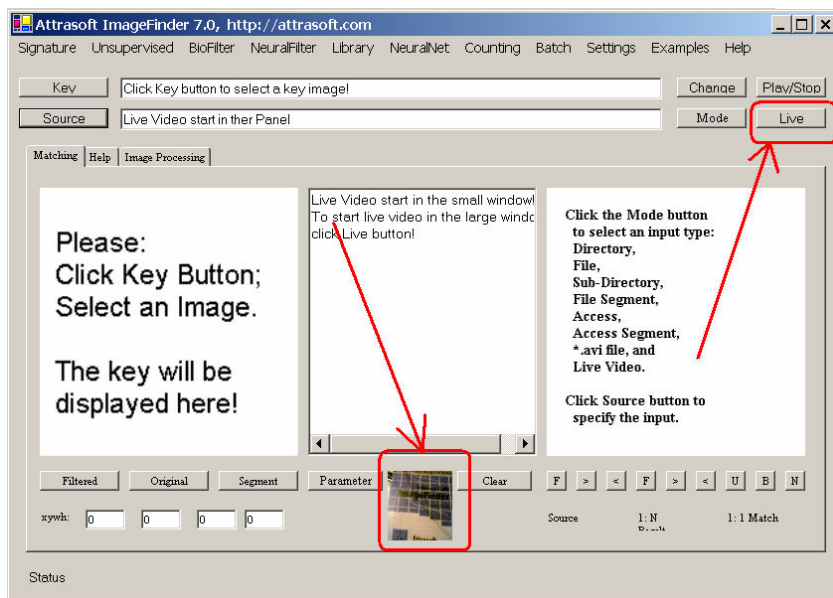 Attrasoft ImageFinder 7.0, http://attrasoft.com
Signature Unsupervised BioFilter NeuralFilter Library NeuralNet Counting Batch Settings Examples Help
Key Click Key button to select a key image! Change Play/Stop
Source Live Video start in ther Panel Mode Live
Matching Help Image Processing
Please:
Click Key Button;
Select an Image.
The key will be
displayed here!
Live Video start in the small window!
To start live video in the large windc
click Live button!
Click the Mode button
to select an input type:
Directory,
File,
Sub-Directory,
File Segment,
Access,
Access Segment,
*.avi file, and
Live Video.
Click Source button to
specify the input.
Filtered Original Segment Parameter Clear F > < F > < U B N
xywh: 0 0 0 0 Source 1: N 1: 1 Match
Status